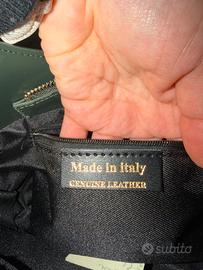 Made in italy
GENUINE LEATHER
subito